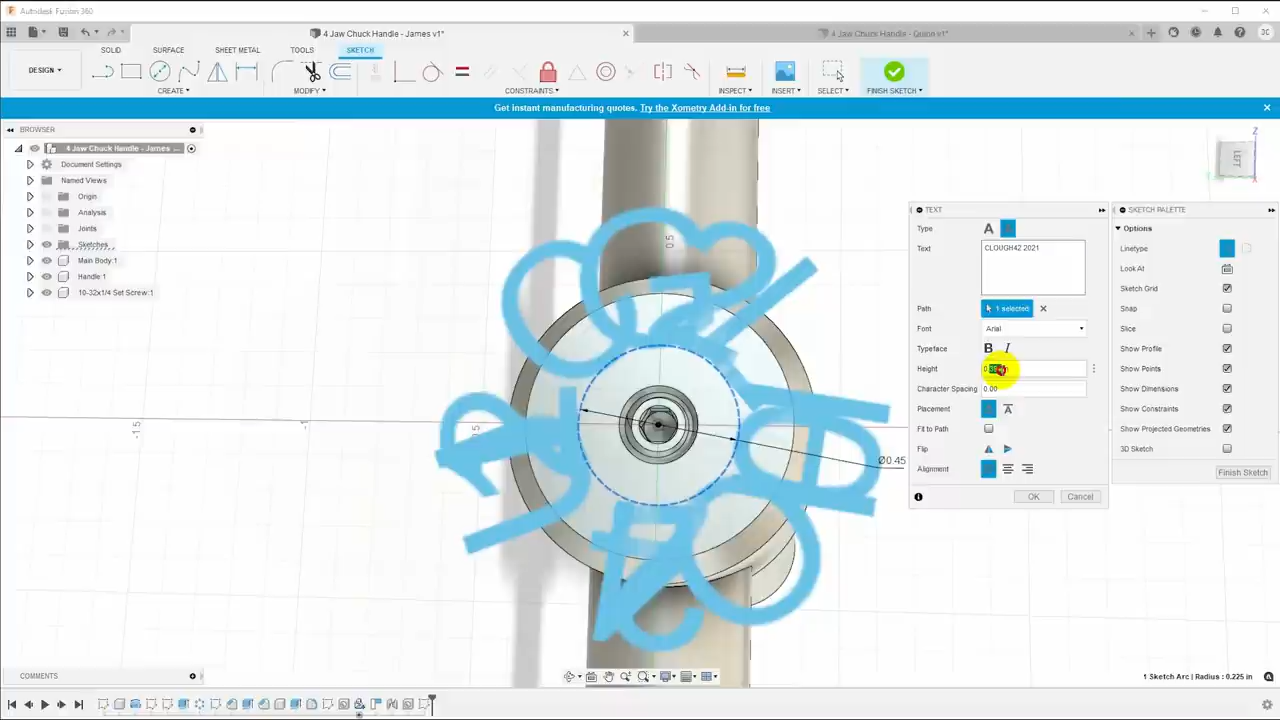 Autodesk Fusion 360
4 Jaw Chuck Handle - James v1*
4 Jaw Chuck Handle - Quinn v1*
SOLID SURFACE SHEET METAL TOOLS SKETCH
DESIGN
CREATE MODIFY CONSTRAINTS INSPECT INSERT SELECT FINISH SKETCH
Get instant manufacturing quotes. Try the Xometry Add-in for free
BROWSER
4 Jaw Chuck Handle - James ...
Document Settings
Named Views
Origin
Analysis
Joints
Sketches
Main Body:1
Handle:1
10-32x1/4 Set Screw:1
Z
LEFT
0.5
-1.5
-1
Ø0.45
TEXT
Type
Text CLOUGH42 2021
Path 1 selected
Font Arial
Typeface B I
Height
Character Spacing 0.00
Placement
Fit to Path
Flip
Alignment
OK Cancel
SKETCH PALETTE
Options
Linetype
Look At
Sketch Grid
Snap
Slice
Show Profile
Show Points
Show Dimensions
Show Constraints
Show Projected Geometries
3D Sketch
Finish Sketch
COMMENTS
1 Sketch Arc | Radius : 0.225 in